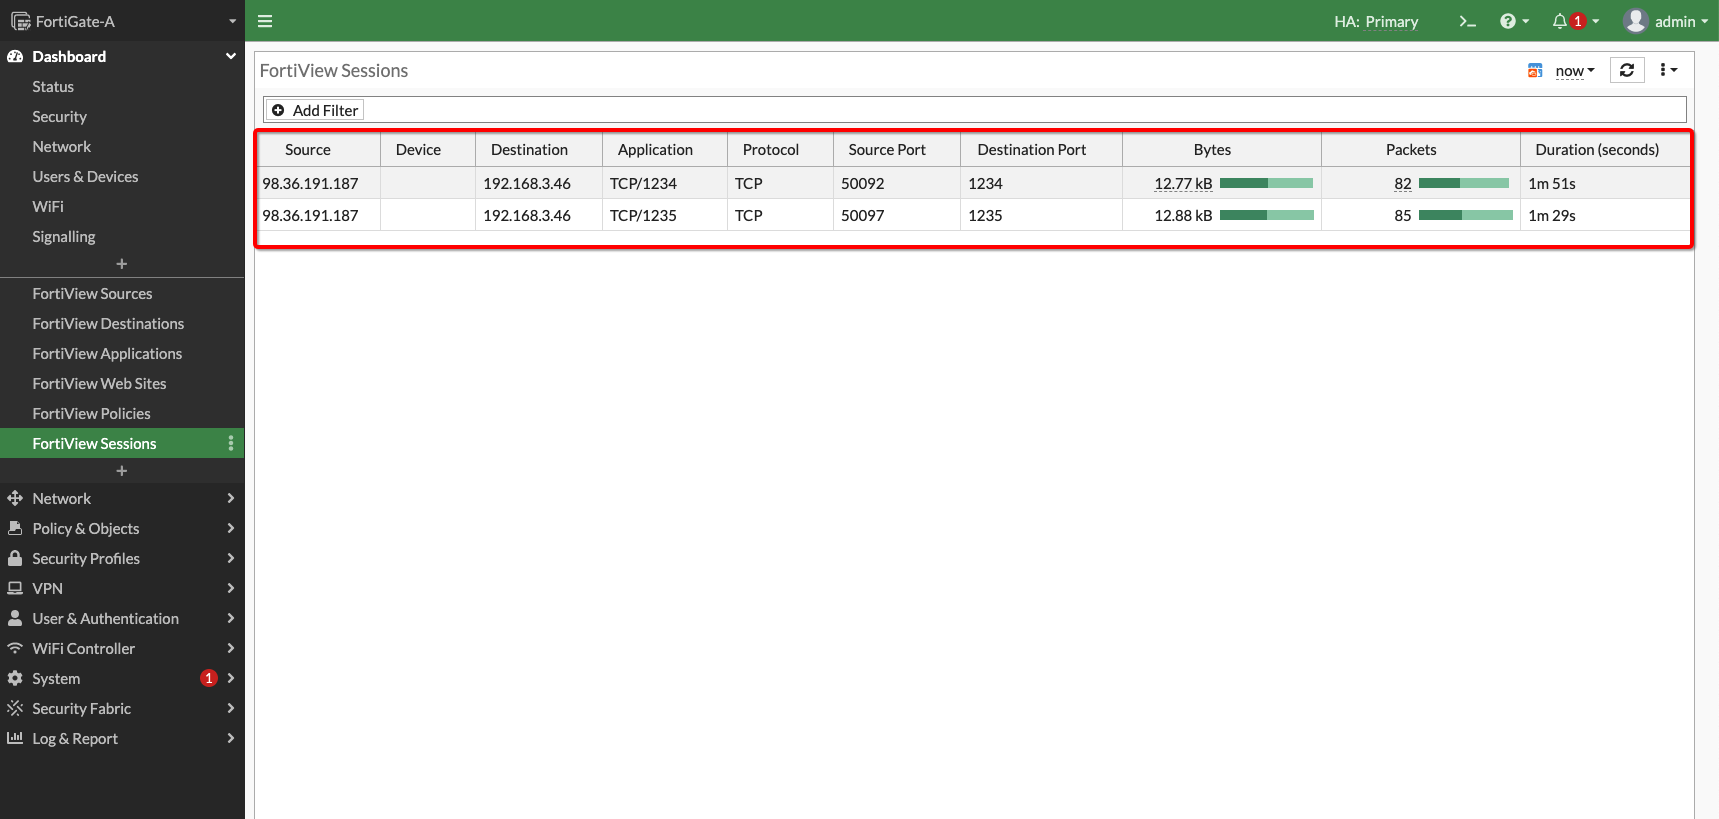 FortiGate-A
HA: Primary
1
admin
Dashboard
Status
Security
Network
Users & Devices
WiFi
Signalling
+
FortiView Sources
FortiView Destinations
FortiView Applications
FortiView Web Sites
FortiView Policies
FortiView Sessions
+
Network
Policy & Objects
Security Profiles
VPN
User & Authentication
WiFi Controller
System 1
Security Fabric
Log & Report
FortiView Sessions
now
Add Filter
Source Device Destination Application Protocol Source Port Destination Port Bytes Packets Duration (seconds)
98.36.191.187 192.168.3.46 TCP/1234 TCP 50092 1234 12.77 kB 82 1m 51s
98.36.191.187 192.168.3.46 TCP/1235 TCP 50097 1235 12.88 kB 85 1m 29s